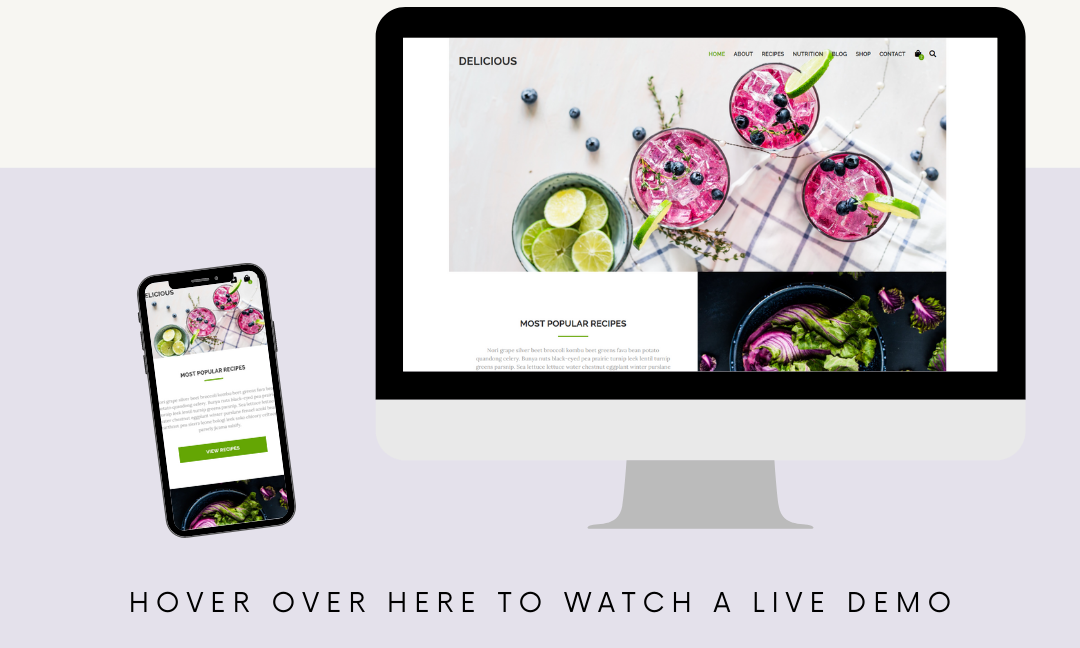 DELICIOUS
HOME ABOUT RECIPES NUTRITION BLOG SHOP CONTACT
MOST POPULAR RECIPES
Nori grape silver beet broccoli kombu beet greens fava bean potato
quandong celery. Bunya nuts black-eyed pea prairie turnip leek lentil turnip
greens parsnip. Sea lettuce lettuce water chestnut eggplant winter purslane
ELICIOUS
MOST POPULAR RECIPES
VIEW RECIPES
HOVER OVER HERE TO WATCH A LIVE DEMO